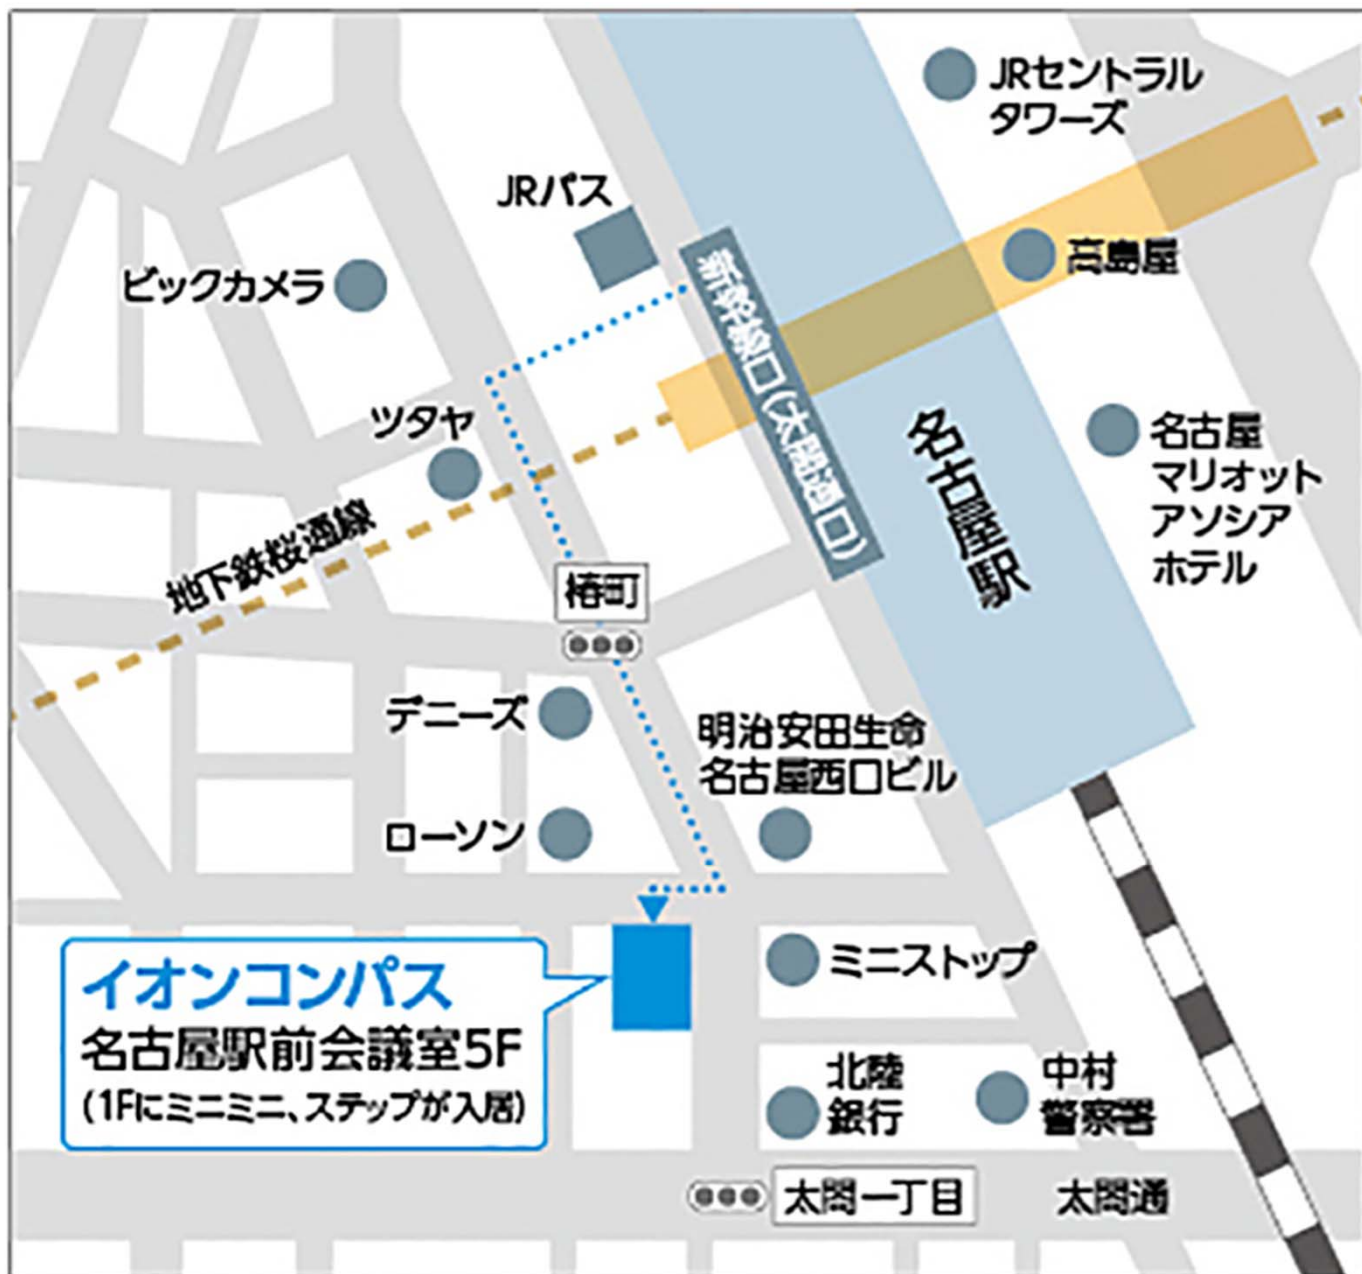 JRセントラル
タワーズ
JRバス
ビックカメラ
髙島屋
新幹線口(太閤通口)
ツタヤ
名古屋駅
名古屋
マリオット
アソシア
ホテル
地下鉄桜通線
椿町
デニーズ
明治安田生命
名古屋西口ビル
ローソン
イオンコンパス
名古屋駅前会議室5F
(1Fにミニミニ、ステップが入居)
ミニストップ
北陸
銀行
中村
警察署
太閤一丁目
太閤通